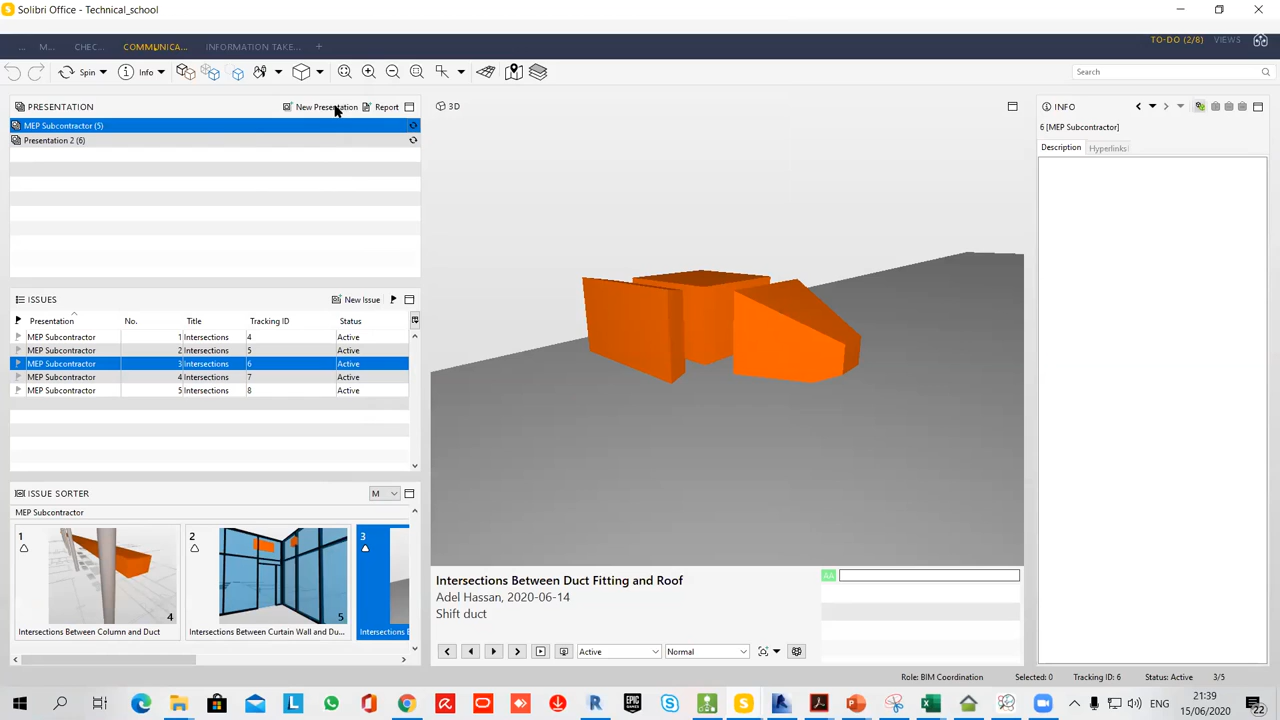 Solibri Office - Technical_school
... M... CHEC... COMMUNICA... INFORMATION TAKE... +
TO-DO (2/8) VIEWS
Spin Info Search
PRESENTATION New Presentation Report
MEP Subcontractor (5)
Presentation 2 (6)
ISSUES New Issue
Presentation No. Title Tracking ID Status
MEP Subcontractor 1 Intersections 4 Active
MEP Subcontractor 2 Intersections 5 Active
MEP Subcontractor 3 Intersections 6 Active
MEP Subcontractor 4 Intersections 7 Active
MEP Subcontractor 5 Intersections 8 Active
ISSUE SORTER M
MEP Subcontractor
1 4
Intersections Between Column and Duct
2 5
Intersections Between Curtain Wall and Du...
3
Intersections B
3D
Intersections Between Duct Fitting and Roof
Adel Hassan, 2020-06-14
Shift duct
AA
Active Normal
INFO
6 [MEP Subcontractor]
Description Hyperlinks
Role: BIM Coordination Selected: 0 Tracking ID: 6 Status: Active 3/5
ENG 21:39
15/06/2020
22